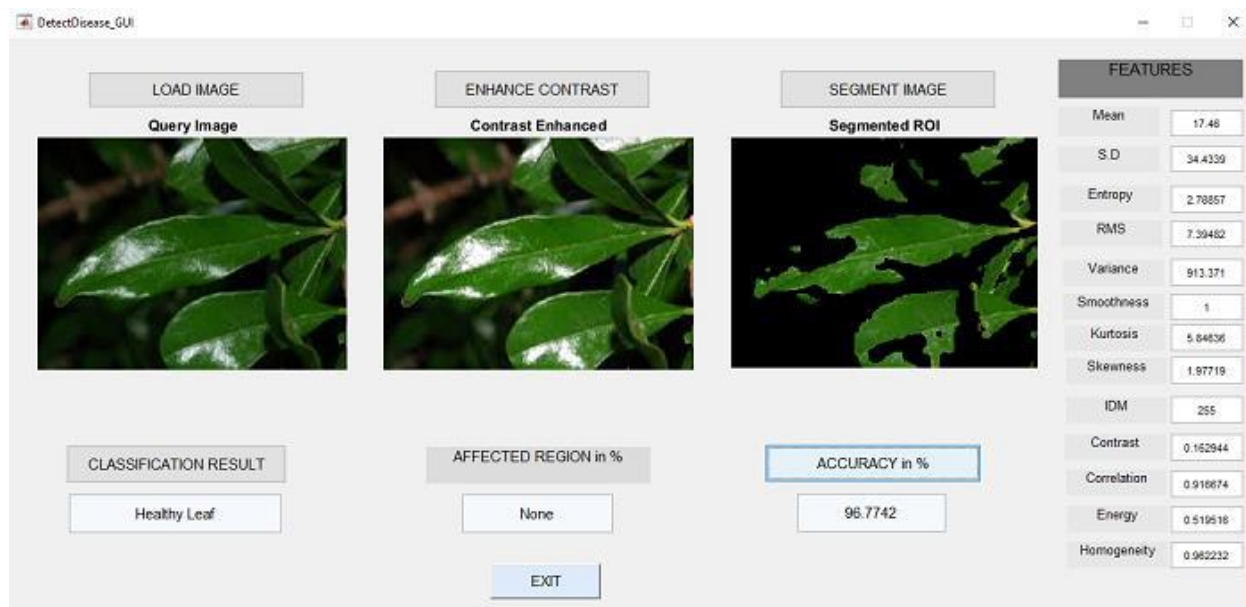 DetectDisease_GUI
LOAD IMAGE
ENHANCE CONTRAST
SEGMENT IMAGE
Query Image
Contrast Enhanced
Segmented ROI
CLASSIFICATION RESULT
AFFECTED REGION in %
ACCURACY in %
Healthy Leaf
None
96.7742
EXIT
FEATURES
Mean 17.46
S.D 34.4339
Entropy 2.78857
RMS 7.39482
Variance 913.371
Smoothness 1
Kurtosis 5.84636
Skewness 1.97719
IDM 255
Contrast 0.162944
Correlation 0.916674
Energy 0.519516
Homogeneity 0.962232